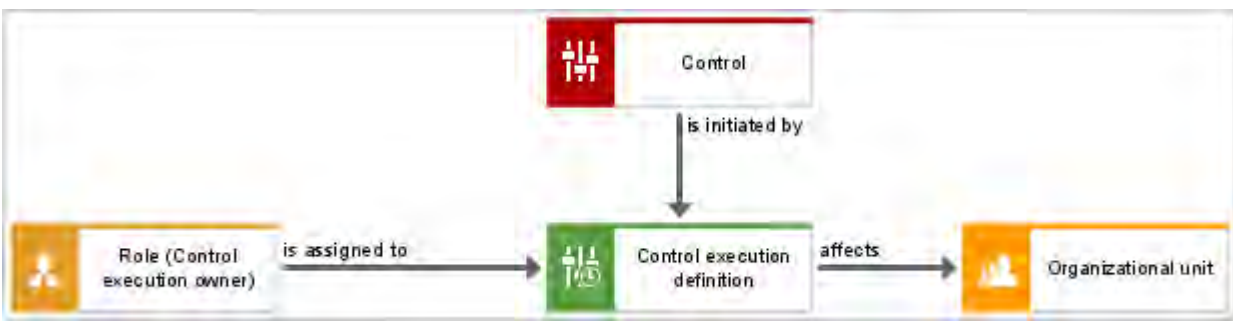 Control
is initiated by
Role (Control
execution owner)
is assigned to
Control execution
definition
affects
Organizational unit